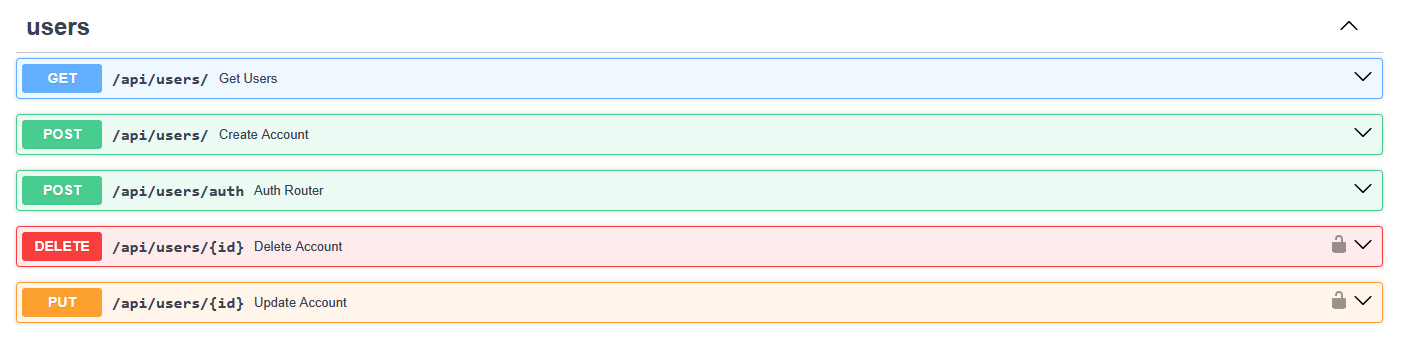 users
GET /api/users/ Get Users
POST /api/users/ Create Account
POST /api/users/auth Auth Router
DELETE /api/users/{id} Delete Account
PUT /api/users/{id} Update Account